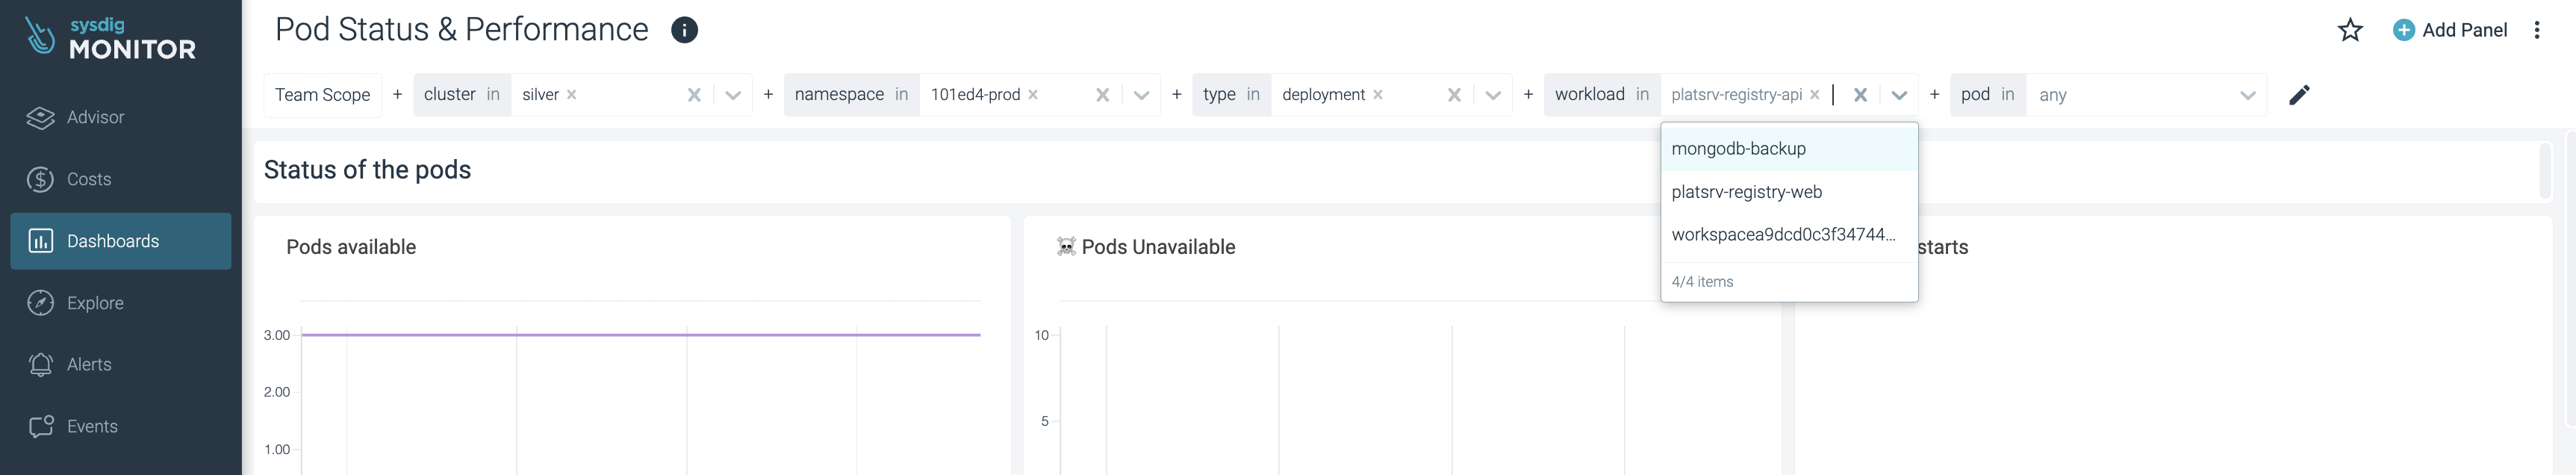 sysdig
MONITOR
Advisor
Costs
Dashboards
Explore
Alerts
Events
Pod Status & Performance
Add Panel
Team Scope + cluster in silver × + namespace in 101ed4-prod × + type in deployment × + workload in platsrv-registry-api × + pod in any
mongodb-backup
platsrv-registry-web
workspacea9dcd0c3f34744...
4/4 items
Status of the pods
Pods available
3.00
2.00
1.00
Pods Unavailable
10
5
starts